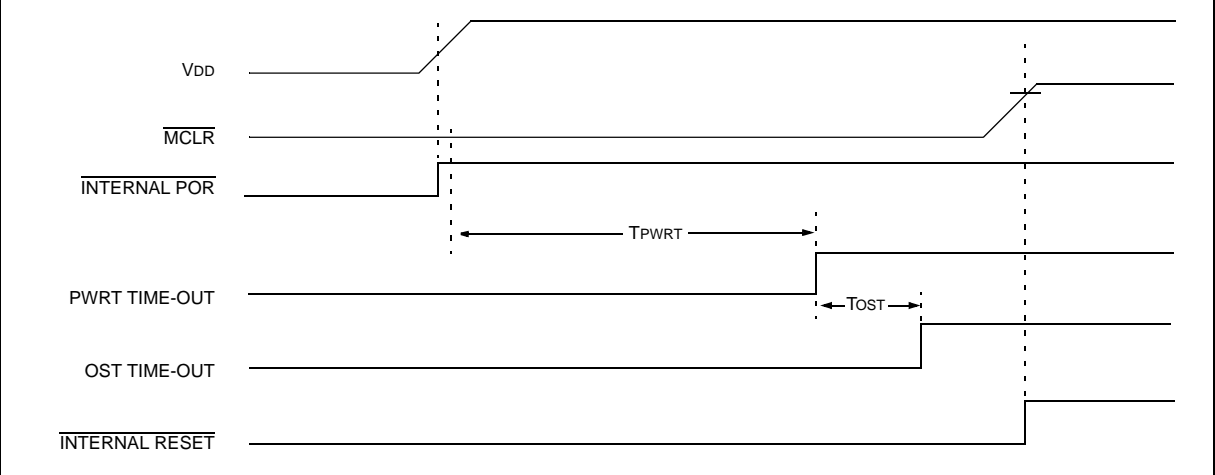 VDD
MCLR
INTERNAL POR
TPWRT
PWRT TIME-OUT
TOST
OST TIME-OUT
INTERNAL RESET